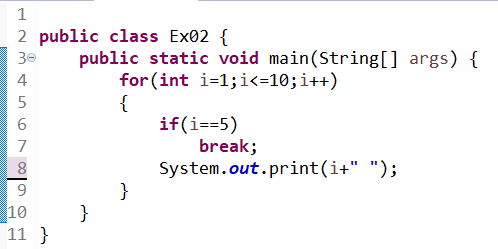 1
2 public class Ex02 {
3 public static void main(String[] args) {
4 for(int i=1;i<=10;i++)
5 {
6 if(i==5)
7 break;
8 System.out.print(i+" ");
9 }
10 }
11 }